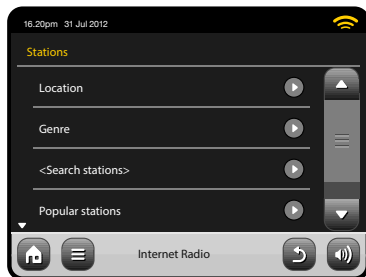 16.20pm 31 Jul 2012
Stations
Location
Genre
<Search stations>
Popular stations
Internet Radio